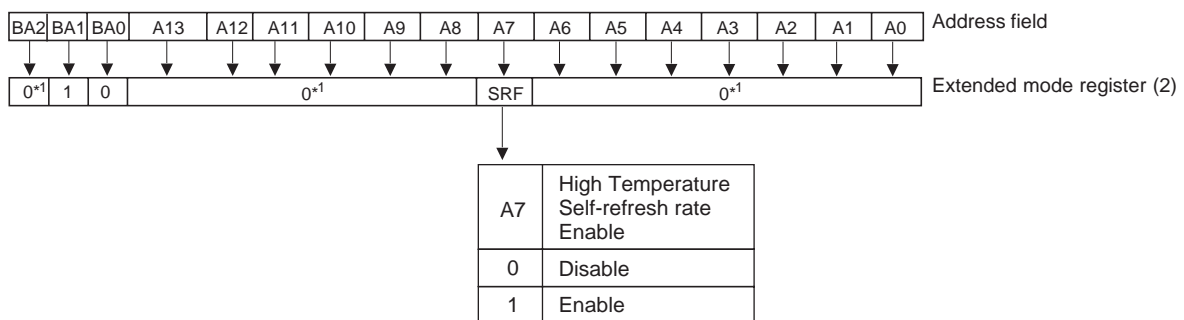 BA2 BA1 BA0 A13 A12 A11 A10 A9 A8 A7 A6 A5 A4 A3 A2 A1 A0 Address field
0*1 1 0 0*1 SRF 0*1 Extended mode register (2)
A7 High Temperature
Self-refresh rate
Enable
0 Disable
1 Enable